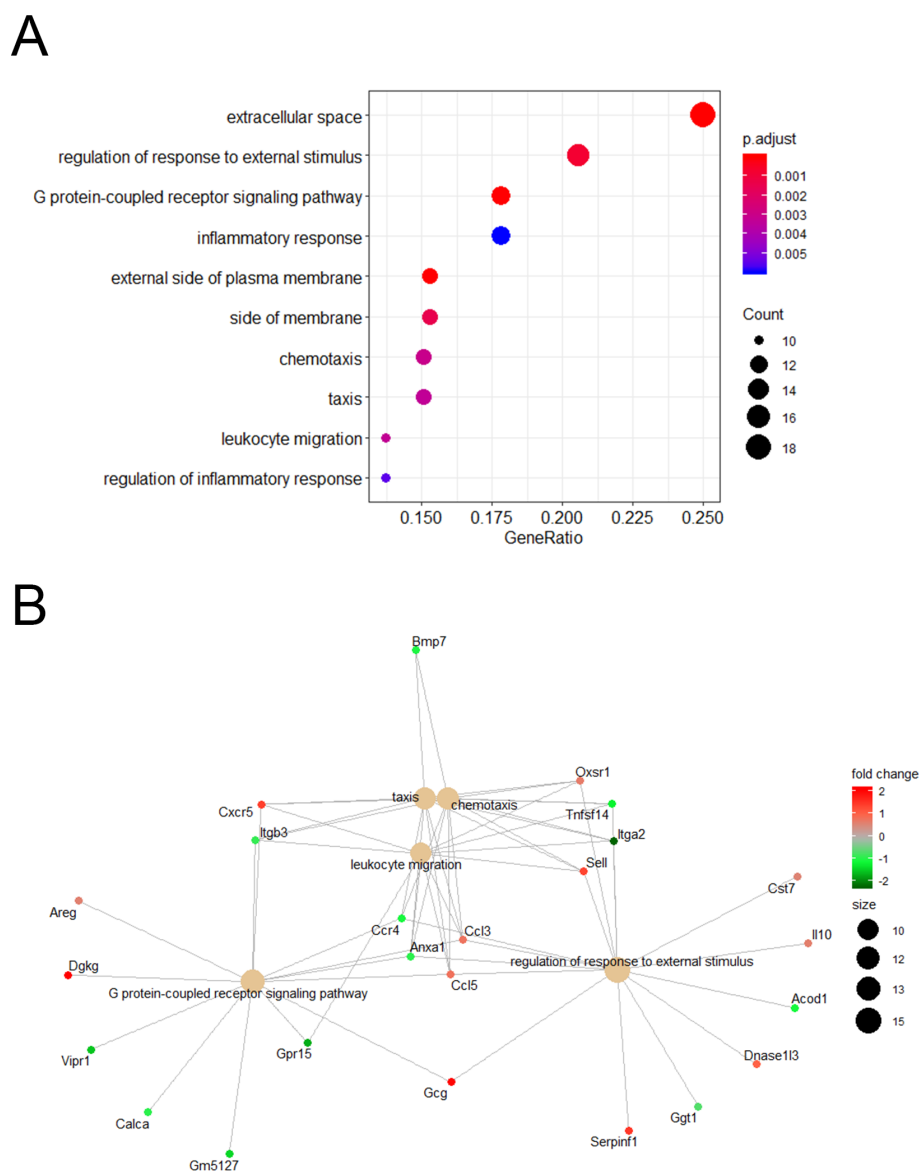 A
extracellular space
regulation of response to external stimulus
G protein-coupled receptor signaling pathway
inflammatory response
external side of plasma membrane
side of membrane
chemotaxis
taxis
leukocyte migration
regulation of inflammatory response
0.150 0.175 0.200 0.225 0.250
GeneRatio
p.adjust
0.001
0.002
0.003
0.004
0.005
Count
10
12
14
16
18
B
Bmp7
Oxsr1
taxis
chemotaxis
Cxcr5
Tnfsf14
Itgb3
Itga2
leukocyte migration
Sell
Cst7
Areg
Ccr4
Ccl3
Il10
Anxa1
Dgkg
regulation of response to external stimulus
Ccl5
G protein-coupled receptor signaling pathway
Acod1
Vipr1
Gpr15
Dnase1l3
Gcg
Calca
Ggt1
Serpinf1
Gm5127
fold change
2
1
0
-1
-2
size
10
12
13
15